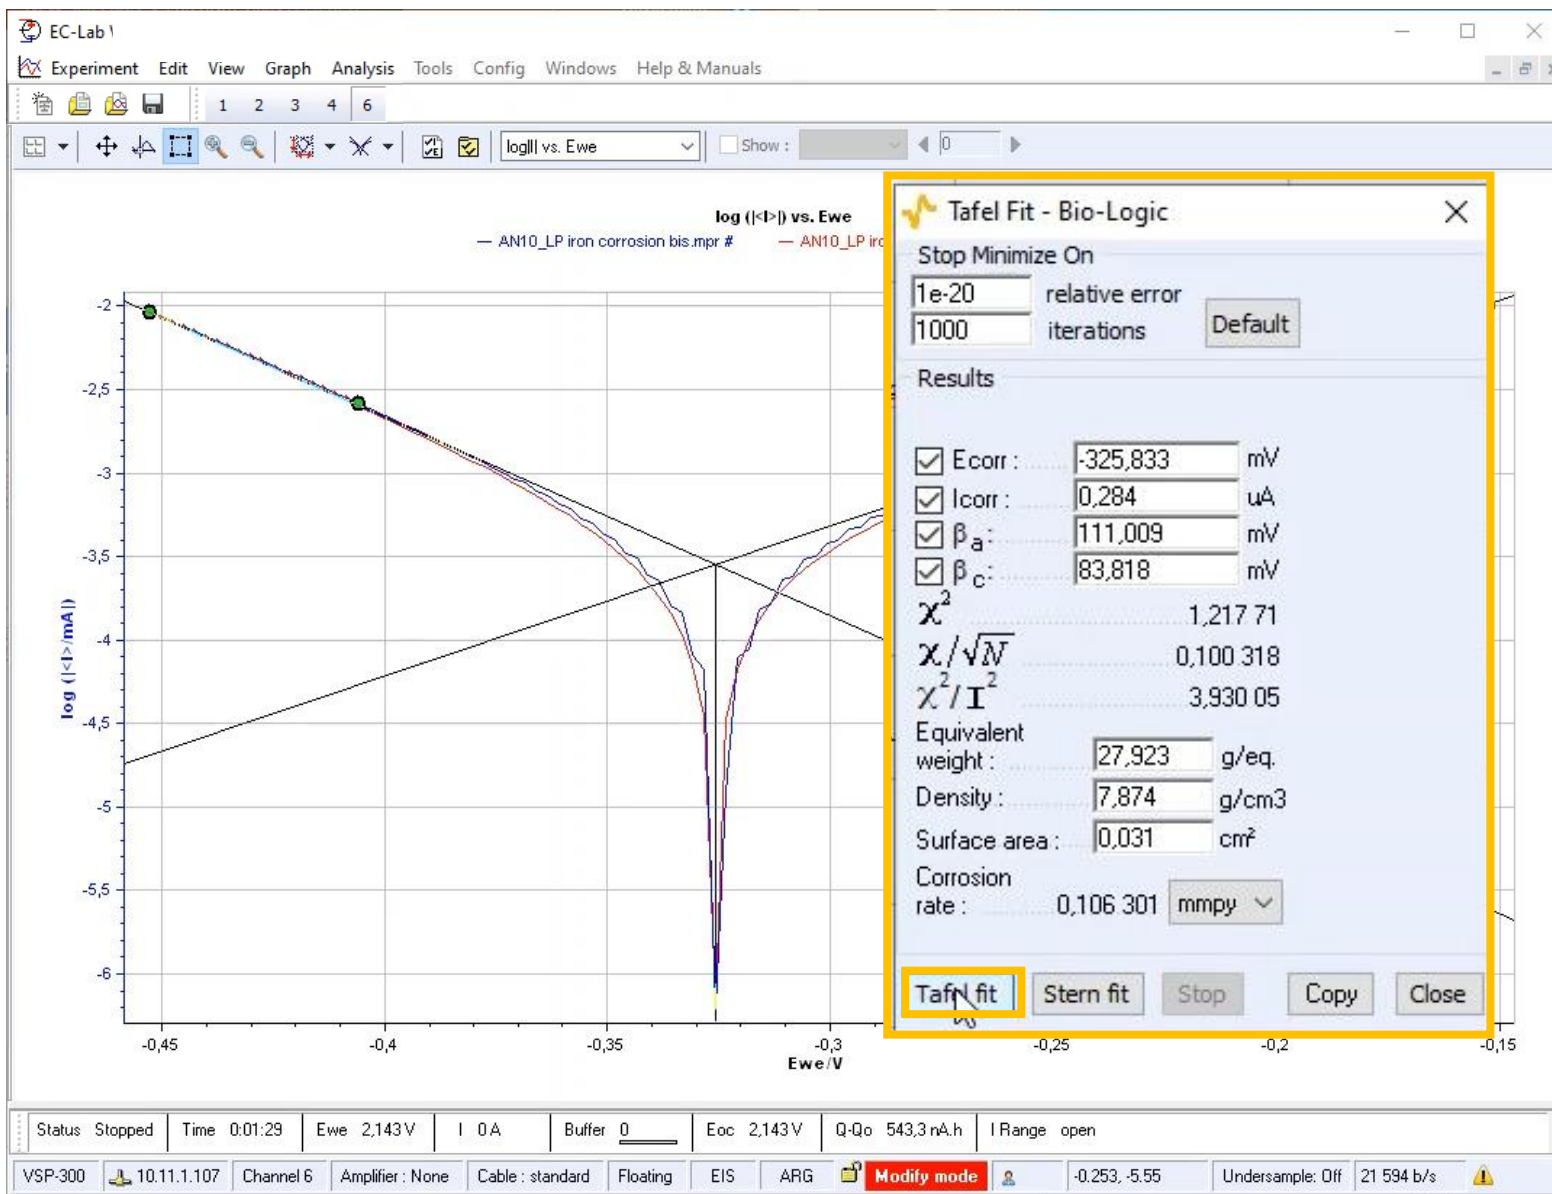 EC-Lab V
Experiment Edit View Graph Analysis Tools Config Windows Help & Manuals
1 2 3 4 6
log|I| vs. Ewe Show : 0
log (|<I>|) vs. Ewe
AN10_LP iron corrosion bis.mpr # AN10_LP iro
-2
-2,5
-3
-3,5
-4
-4,5
-5
-5,5
-6
log (|<I>/mA|)
-0,45 -0,4 -0,35 -0,3 -0,25 -0,2 -0,15
Ewe/V
Tafel Fit - Bio-Logic
Stop Minimize On
1e-20 relative error
1000 iterations
Default
Results
Ecorr : -325,833 mV
Icorr : 0,284 uA
βa: 111,009 mV
βc: 83,818 mV
χ² 1,217 71
χ/√N 0,100 318
χ²/I² 3,930 05
Equivalent
weight : 27,923 g/eq.
Density : 7,874 g/cm3
Surface area : 0,031 cm²
Corrosion
rate : 0,106 301 mmpy
Tafel fit Stern fit Stop Copy Close
Status Stopped Time 0:01:29 Ewe 2,143 V I 0 A Buffer 0 Eoc 2,143 V Q-Qo 543,3 nA.h I Range open
VSP-300 10.11.1.107 Channel 6 Amplifier : None Cable : standard Floating EIS ARG Modify mode -0.253, -5.55 Undersample: Off 21 594 b/s